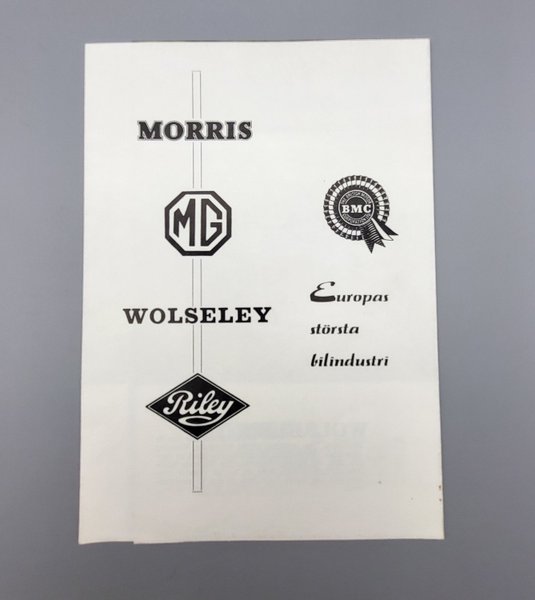 MORRIS
MG
WOLSELEY
Riley
BMC
Europas
största
bilindustri